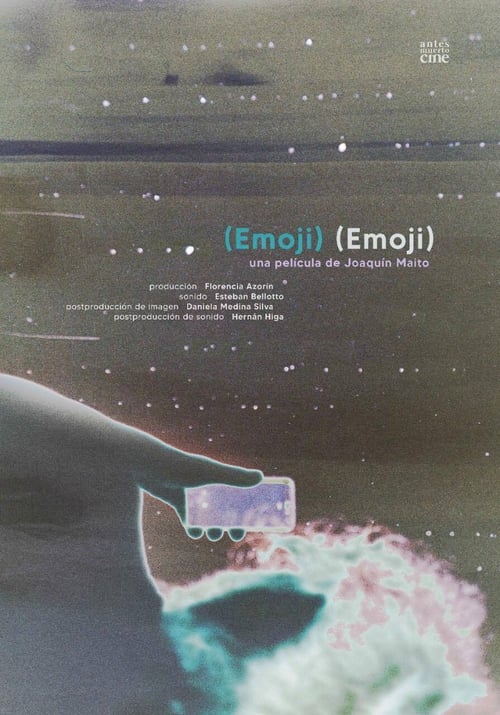 antes
muerto
cine
(Emoji) (Emoji)
una película de Joaquín Maito
producción Florencia Azorín
sonido Esteban Bellotto
postproducción de imagen Daniela Medina Silva
postproducción de sonido Hernán Higa